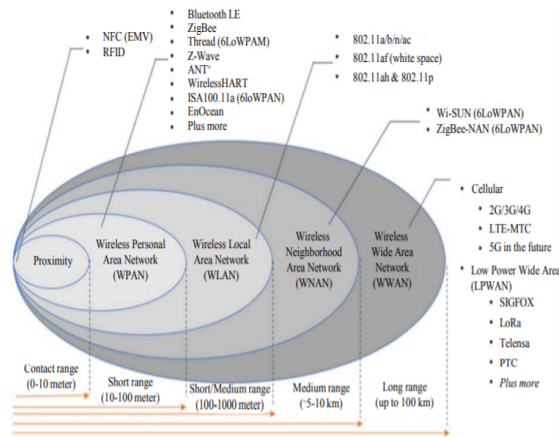 • NFC (EMV)
• RFID
• Bluetooth LE
• ZigBee
• Thread (6LoWPAM)
• Z-Wave
• ANT+
• WirelessHART
• ISA100.11a (6loWPAN)
• EnOcean
• Plus more
• 802.11a/b/n/ac
• 802.11af (white space)
• 802.11ah & 802.11p
• Wi-SUN (6LoWPAN)
• ZigBee-NAN (6LoWPAN)
• Cellular
• 2G/3G/4G
• LTE-MTC
• 5G in the future
• Low Power Wide Area
(LPWAN)
• SIGFOX
• LoRa
• Telensa
• PTC
• Plus more
Proximity
Wireless Personal
Area Network
(WPAN)
Wireless Local
Area Network
(WLAN)
Wireless
Neighborhood
Area Network
(WNAN)
Wireless
Wide Area
Network
(WWAN)
Contact range
(0-10 meter)
Short range
(10-100 meter)
Short/Medium range
(100-1000 meter)
Medium range
(~5-10 km)
Long range
(up to 100 km)